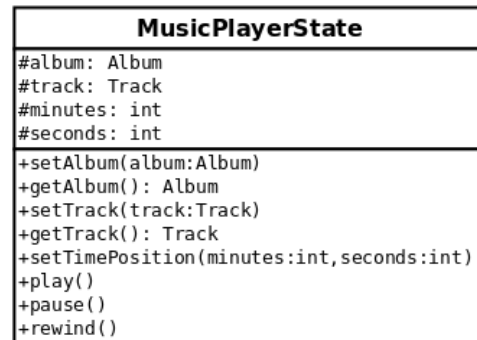 MusicPlayerState
#album: Album
#track: Track
#minutes: int
#seconds: int
+setAlbum(album:Album)
+getAlbum(): Album
+setTrack(track:Track)
+getTrack(): Track
+setTimePosition(minutes:int,seconds:int)
+play()
+pause()
+rewind()